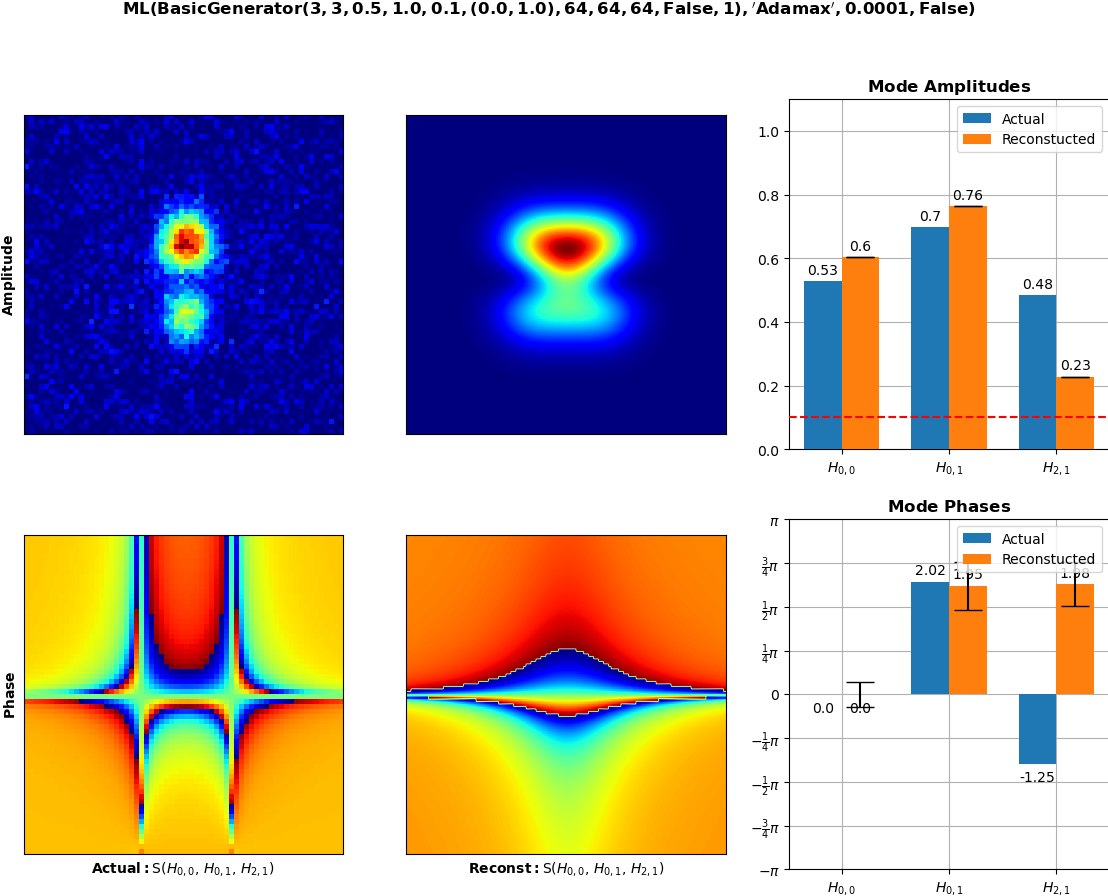 ML(BasicGenerator(3, 3, 0.5, 1.0, 0.1, (0.0, 1.0), 64, 64, 64, False, 1), ′Adamax′, 0.0001, False)
Mode Amplitudes
Amplitude
1.0
0.8
0.6
0.4
0.2
0.0
Actual
Reconstucted
0.53
0.6
0.7
0.76
0.48
0.23
H0,0
H0,1
H2,1
Mode Phases
Phase
π
3/4π
1/2π
1/4π
0
−1/4π
−1/2π
−3/4π
−π
Actual
Reconstucted
0.0
0.0
2.02
1.95
-1.25
1.98
H0,0
H0,1
H2,1
Actual: S(H0,0, H0,1, H2,1)
Reconst: S(H0,0, H0,1, H2,1)